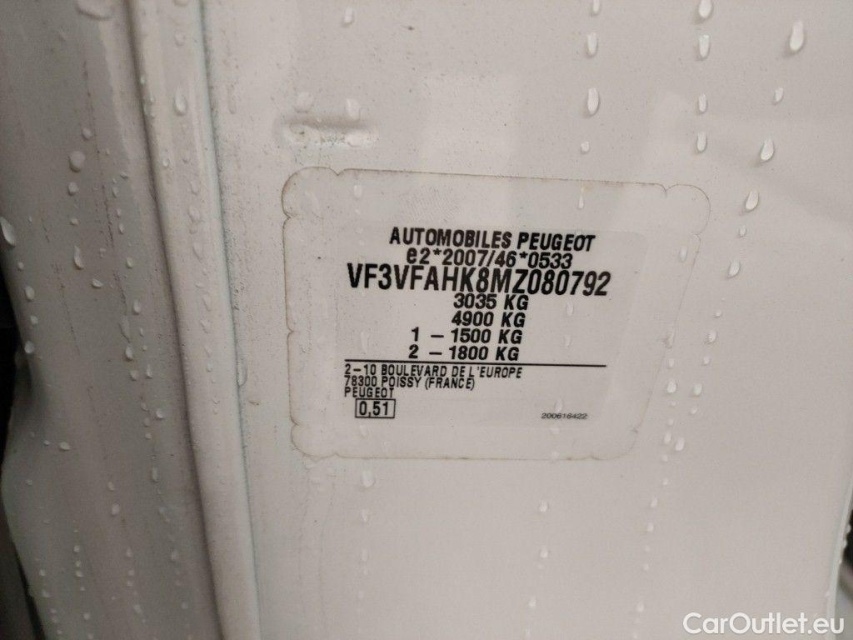 AUTOMOBILES PEUGEOT
e2*2007/46*0533
VF3VFAHK8MZ080792
3035 KG
4900 KG
1 - 1500 KG
2 - 1800 KG
2-10 BOULEVARD DE L'EUROPE
78300 POISSY (FRANCE)
PEUGEOT
0,51
200616422
CarOutlet.eu